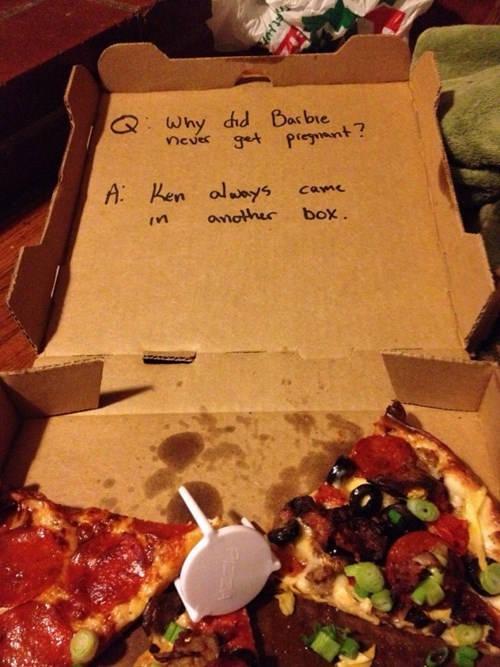 Q: Why did Barbie
never get pregnant?
A: Ken always came
in another box.
PIZZA